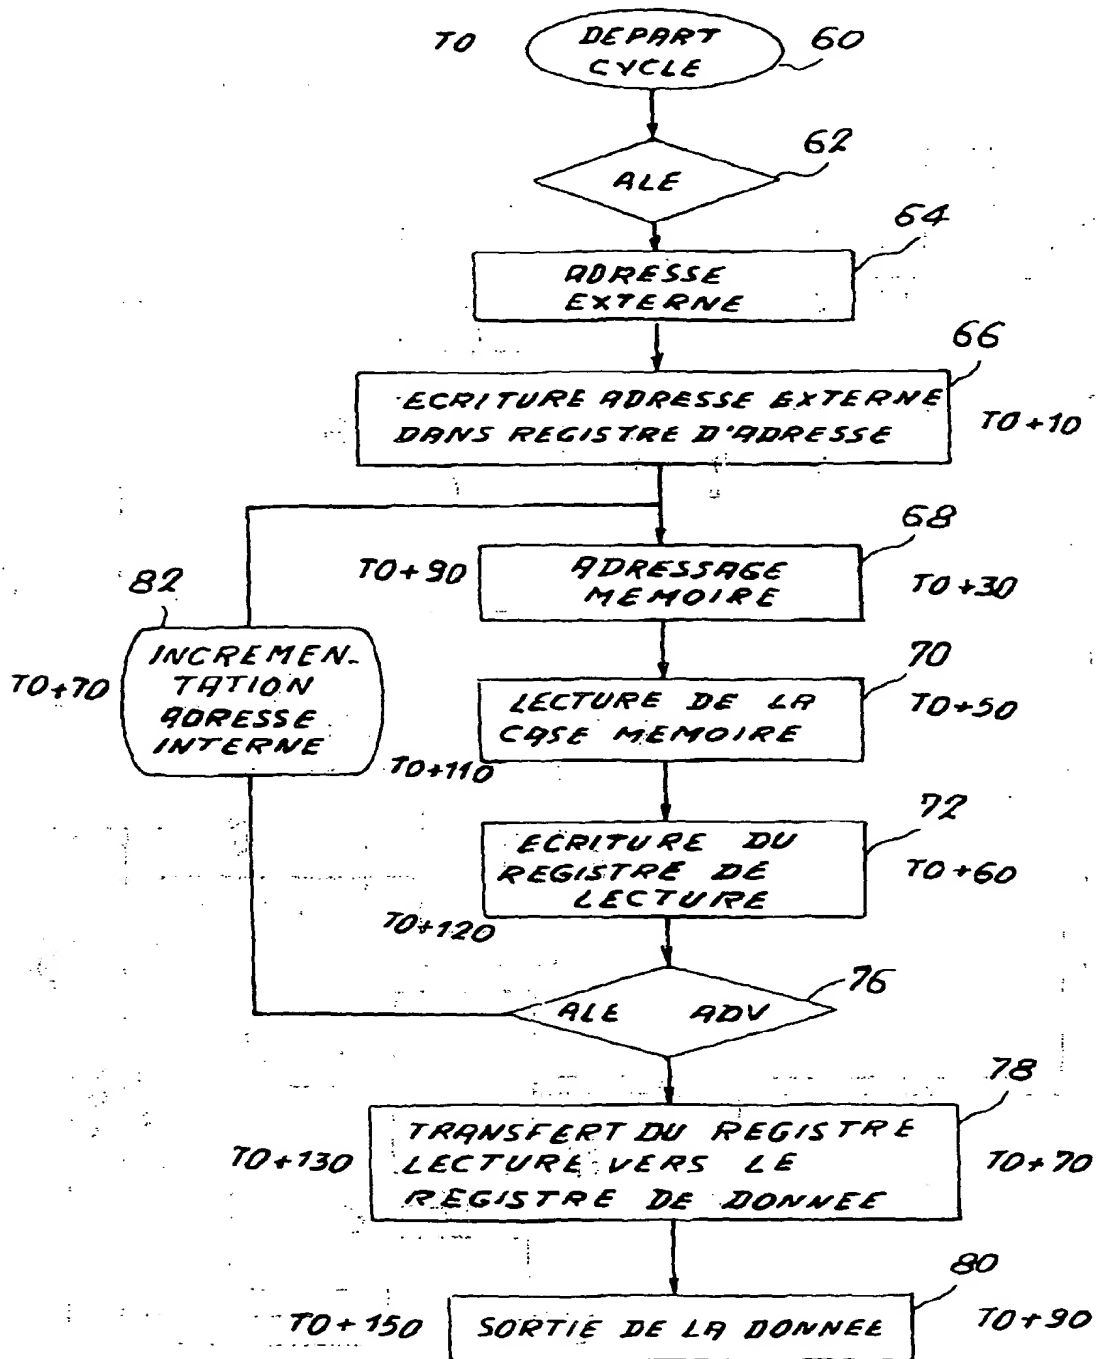 T0
DEPART
CYCLE
60
62
ALE
64
ADRESSE
EXTERNE
66
ECRITURE ADRESSE EXTERNE
DANS REGISTRE D'ADRESSE
T0+10
68
T0+90
ADRESSAGE
MEMOIRE
T0+30
82
INCREMEN-
TATION
ADRESSE
INTERNE
T0+70
70
LECTURE DE LA
CASE MEMOIRE
T0+50
T0+110
72
ECRITURE DU
REGISTRE DE
LECTURE
T0+60
T0+120
76
ALE ADV
78
TRANSFERT DU REGISTRE
LECTURE VERS LE
REGISTRE DE DONNEE
T0+130
T0+70
80
T0+150
SORTIE DE LA DONNEE
T0+90